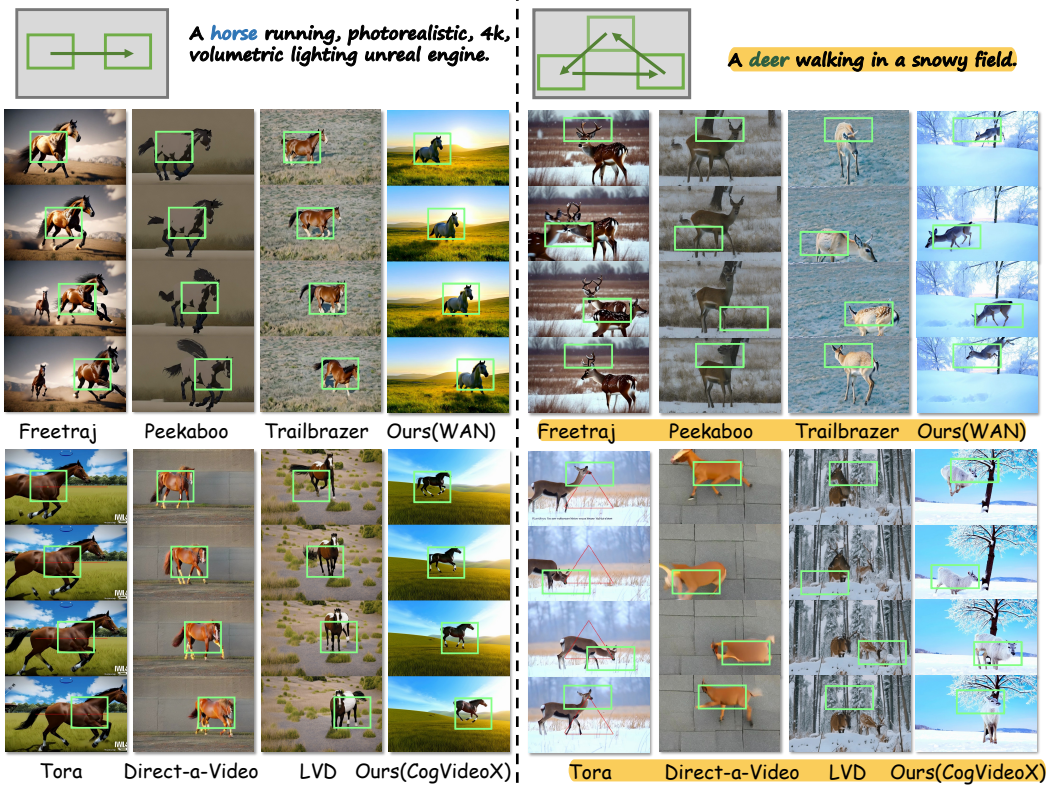 A horse running, photorealistic, 4k,
volumetric lighting unreal engine.
A deer walking in a snowy field.
Freetraj Peekaboo Trailbrazer Ours(WAN)
Freetraj Peekaboo Trailbrazer Ours(WAN)
Tora Direct-a-Video LVD Ours(CogVideoX)
Tora Direct-a-Video LVD Ours(CogVideoX)